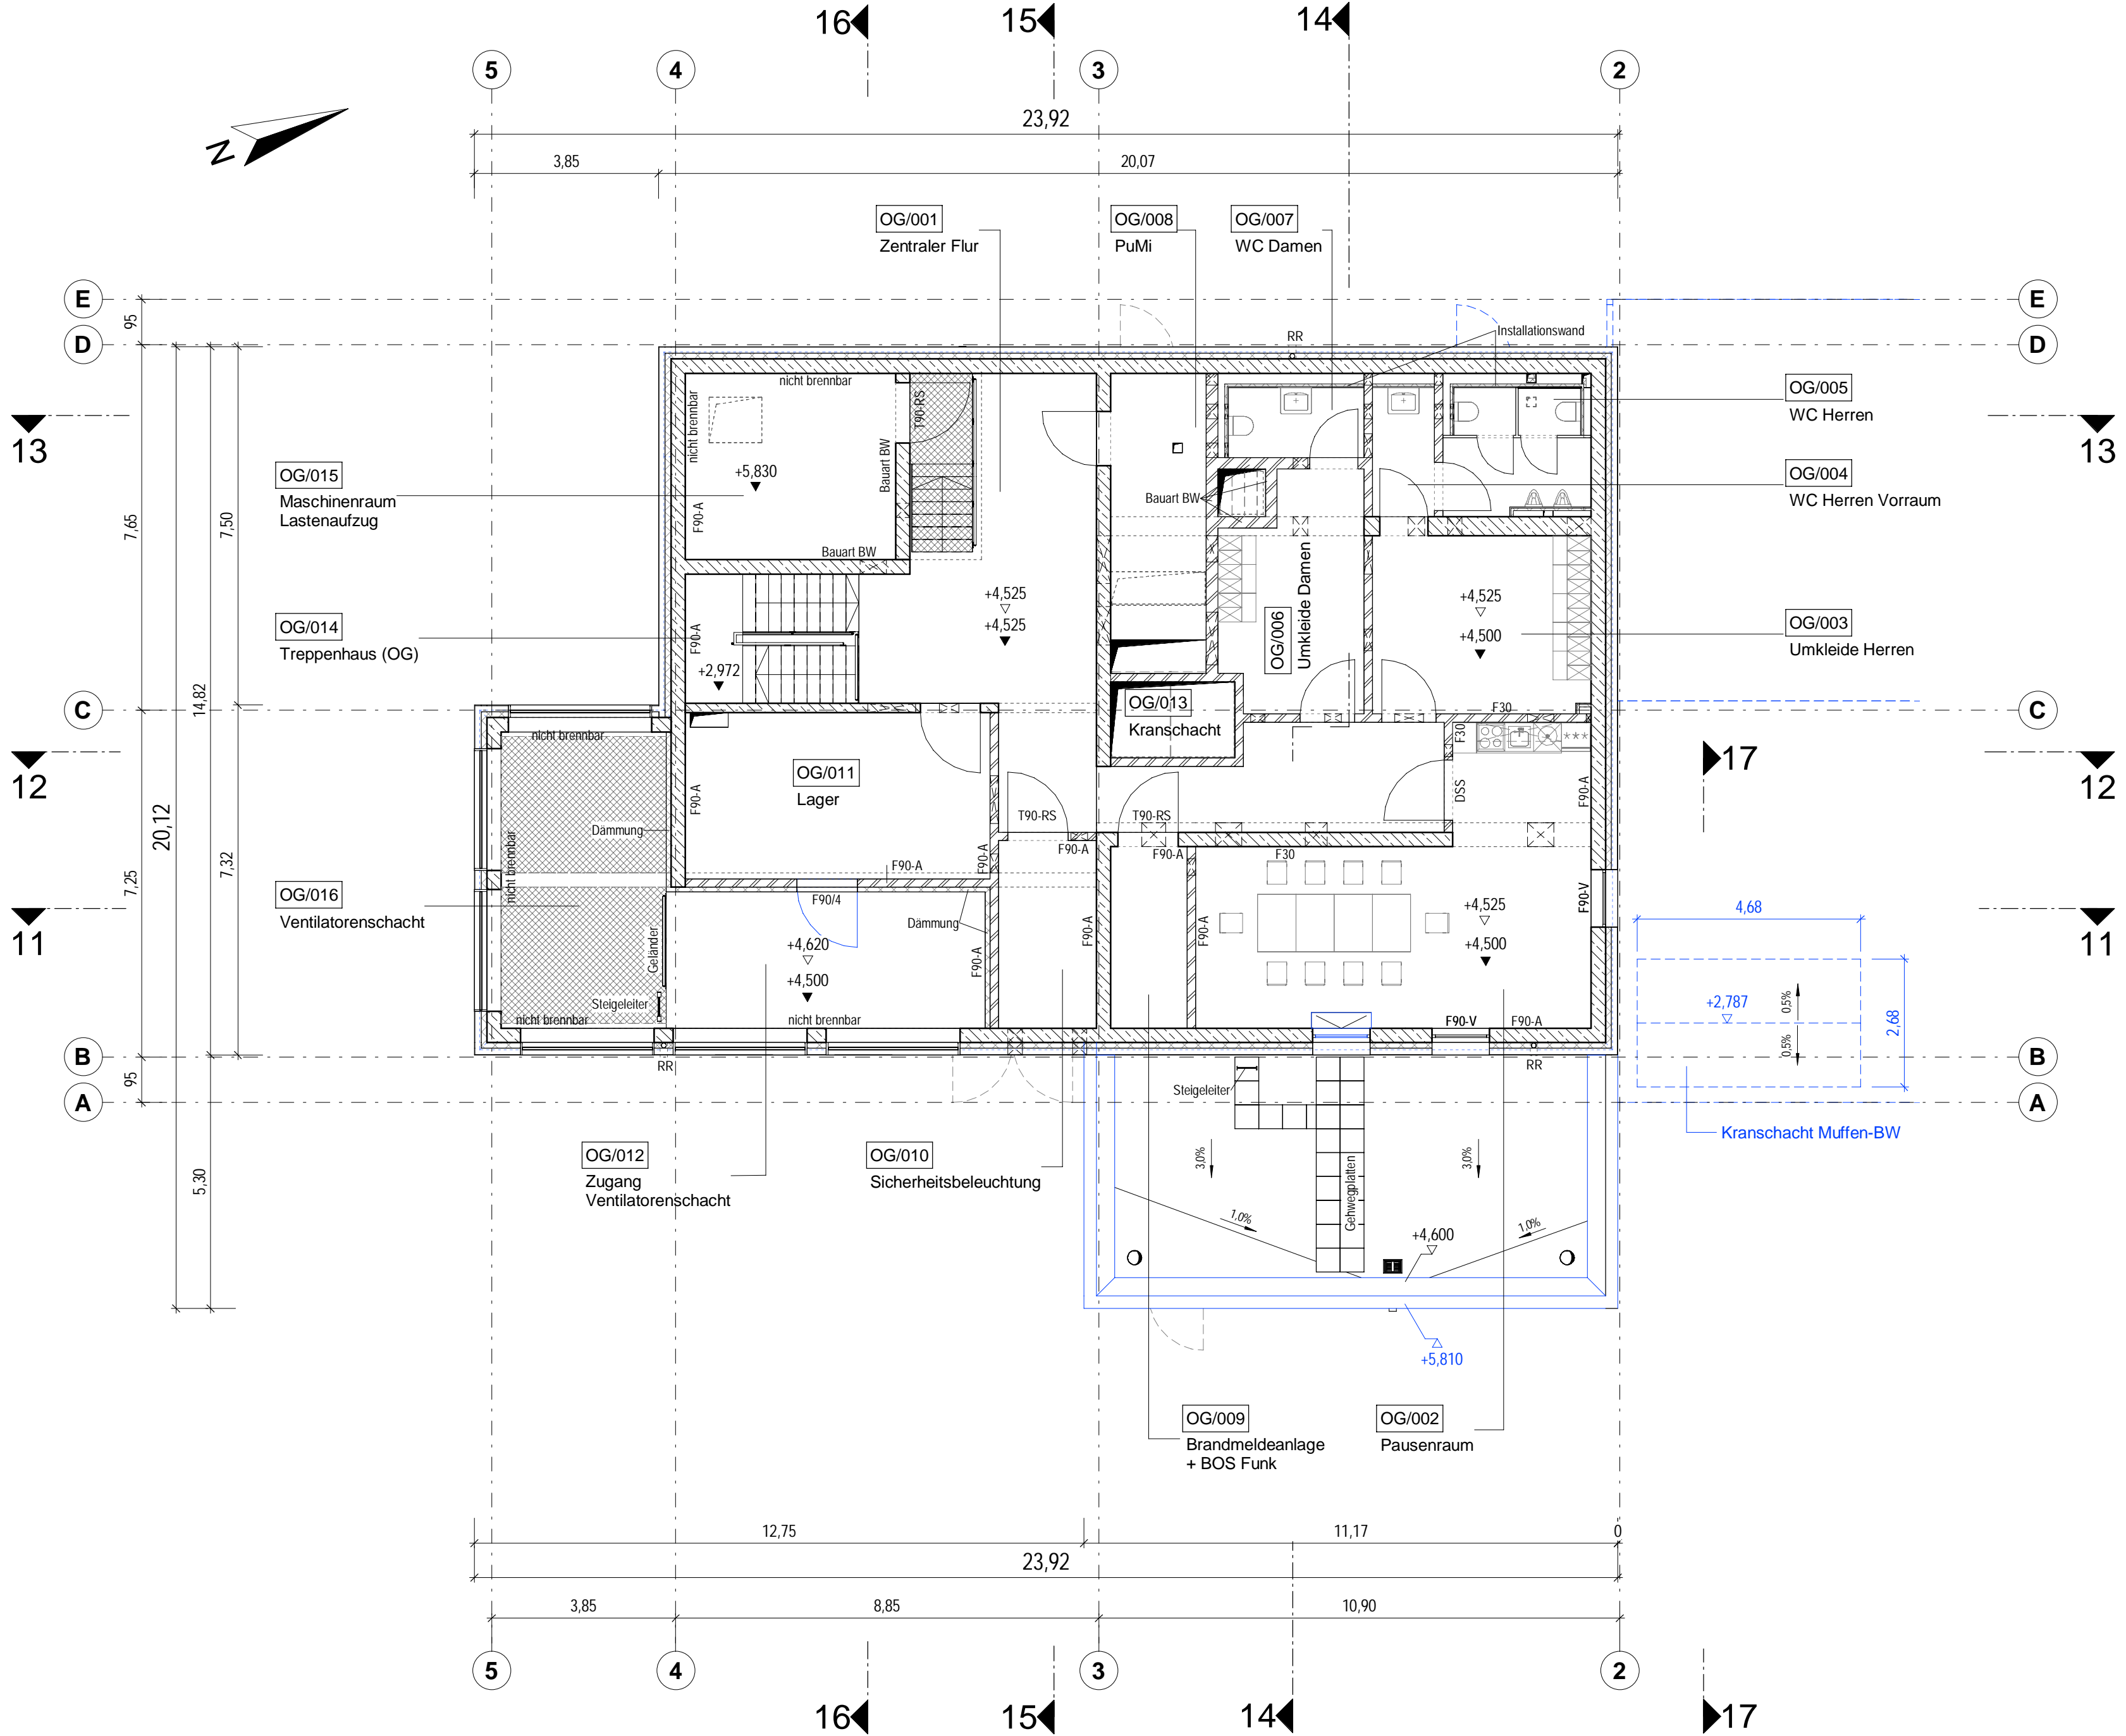 16
15
14
5
4
3
2
23,92
3,85
20,07
N
OG/001
Zentraler Flur
OG/008
PuMi
OG/007
WC Damen
E
E
95
D
D
RR
Installationswand
nicht brennbar
nicht brennbar
T90-RS
OG/005
WC Herren
13
13
Bauart BW
+5,830
OG/015
Maschinenraum
Lastenaufzug
OG/004
WC Herren Vorraum
Bauart BW
F90-A
7,65
7,50
Bauart BW
+4,525
+4,525
+4,525
+4,500
OG/006
Umkleide Damen
OG/014
Treppenhaus (OG)
F90-A
+2,972
OG/003
Umkleide Herren
14,82
C
C
OG/013
Kranschacht
F30
F30
nicht brennbar
***
12
12
17
OG/011
Lager
F90-A
DSS
F90-A
20,12
Dämmung
T90-RS
T90-RS
nicht brennbar
F90-A
F90-A
F90-A
F30
F90-A
7,25
7,32
OG/016
Ventilatorenschacht
F90/4
F90-V
+4,525
+4,500
4,68
11
11
Dämmung
F90-A
F90-A
Geländer
+4,620
+4,500
F90-A
Steigeleiter
nicht brennbar
nicht brennbar
F90-V
F90-A
+2,787
0,5%
0,5%
2,68
B
B
RR
RR
95
A
A
Steigeleiter
Kranschacht Muffen-BW
OG/012
Zugang
Ventilatorenschacht
OG/010
Sicherheitsbeleuchtung
3,0%
3,0%
Gehwegplatten
5,30
1,0%
1,0%
+4,600
+5,810
OG/009
Brandmeldeanlage
+ BOS Funk
OG/002
Pausenraum
12,75
11,17
0
23,92
3,85
8,85
10,90
5
4
3
2
16
15
14
17